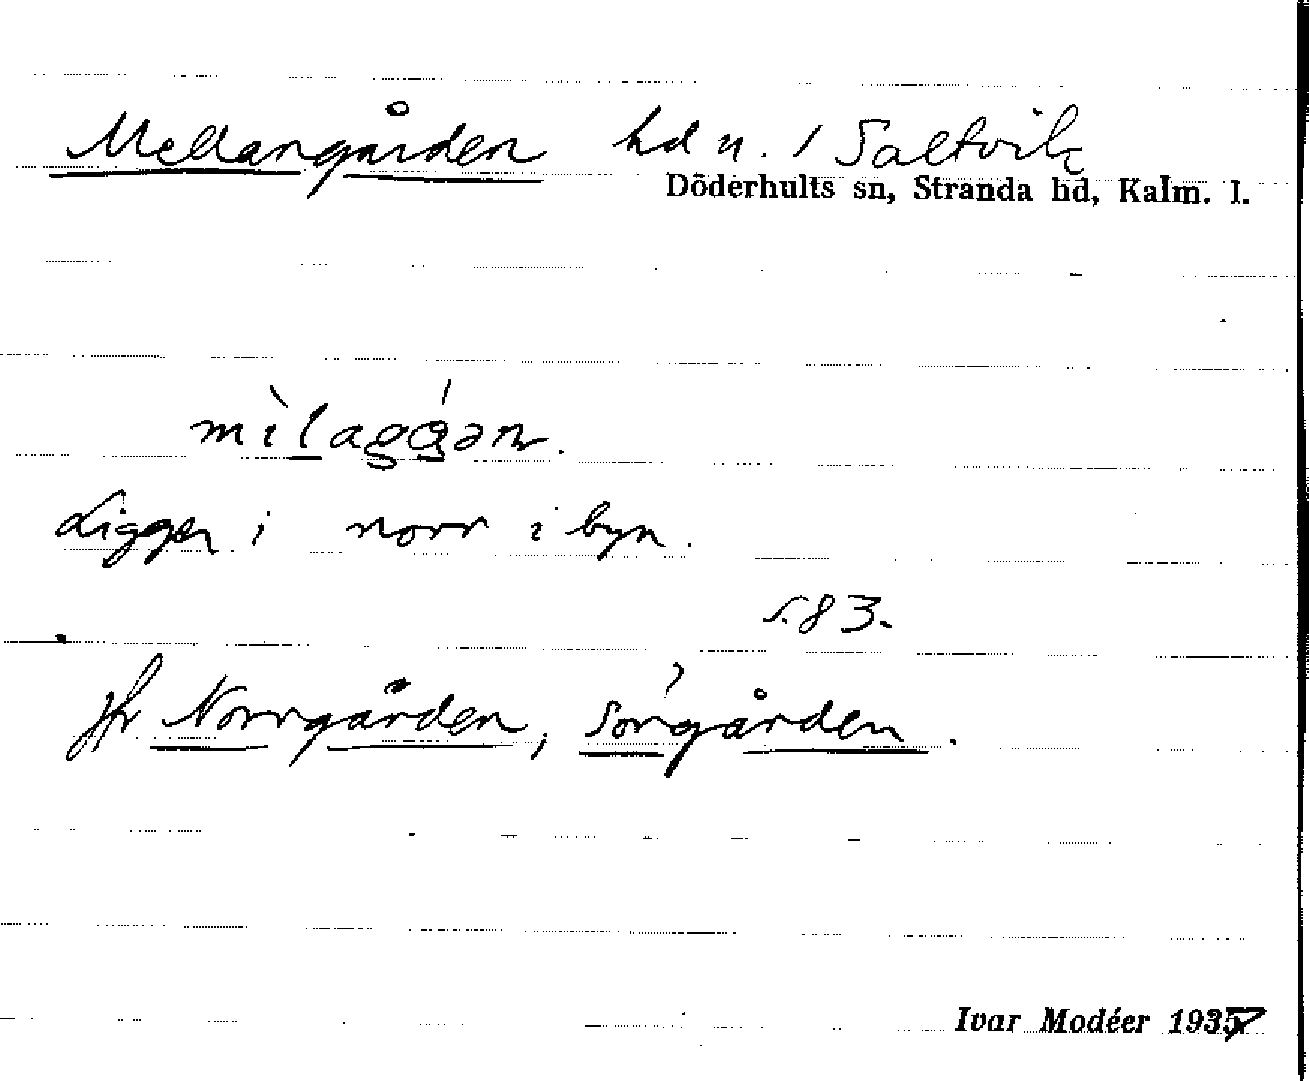 Mellangården hd n. 1 Saltvik
Döderhults sn, Stranda hd, Kalm. l.
mìlagǵən.
Ligger i norr i byn.
s. 83.
jfr Norrgården, Sörgården.
Ivar Modéer 1937